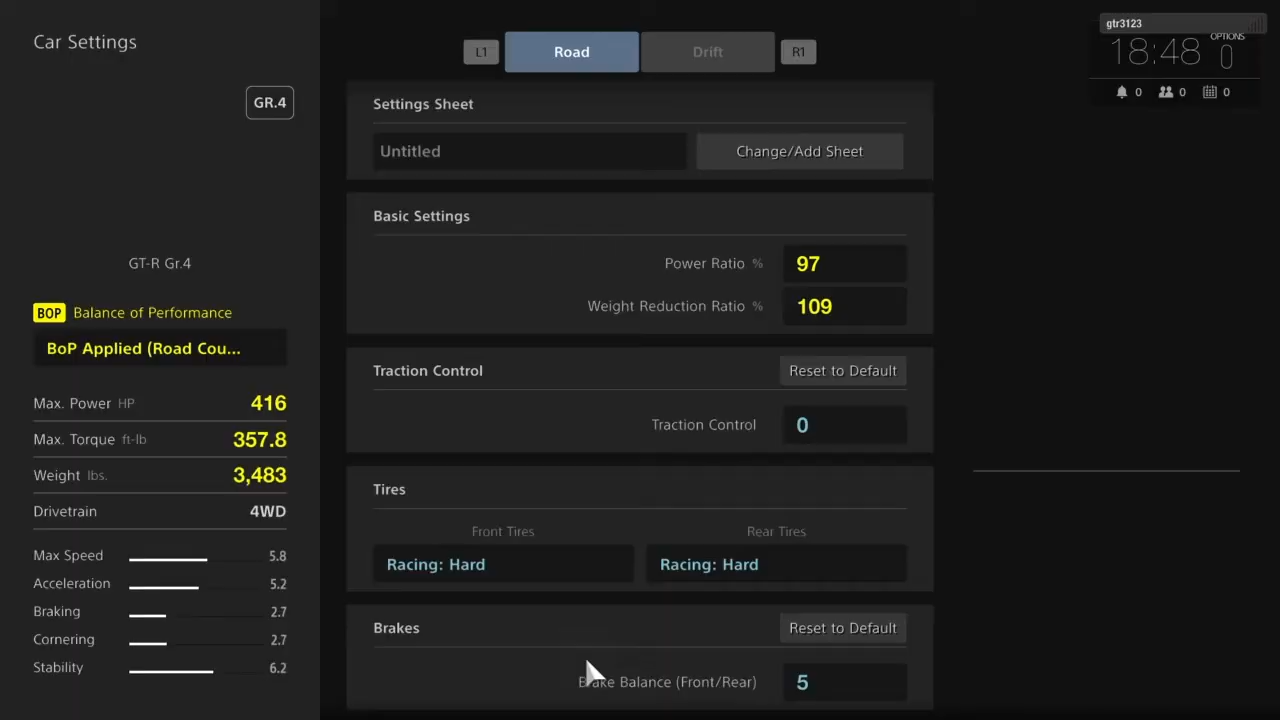 Car Settings
GR.4
GT-R Gr.4
BOP Balance of Performance
BoP Applied (Road Cou...
Max. Power HP 416
Max. Torque ft-lb 357.8
Weight lbs. 3,483
Drivetrain 4WD
Max Speed 5.8
Acceleration 5.2
Braking 2.7
Cornering 2.7
Stability 6.2
L1 Road Drift R1
Settings Sheet
Untitled Change/Add Sheet
Basic Settings
Power Ratio % 97
Weight Reduction Ratio % 109
Traction Control Reset to Default
Traction Control 0
Tires
Front Tires Rear Tires
Racing: Hard Racing: Hard
Brakes Reset to Default
Brake Balance (Front/Rear) 5
gtr3123
18:48 OPTIONS
0 0 0